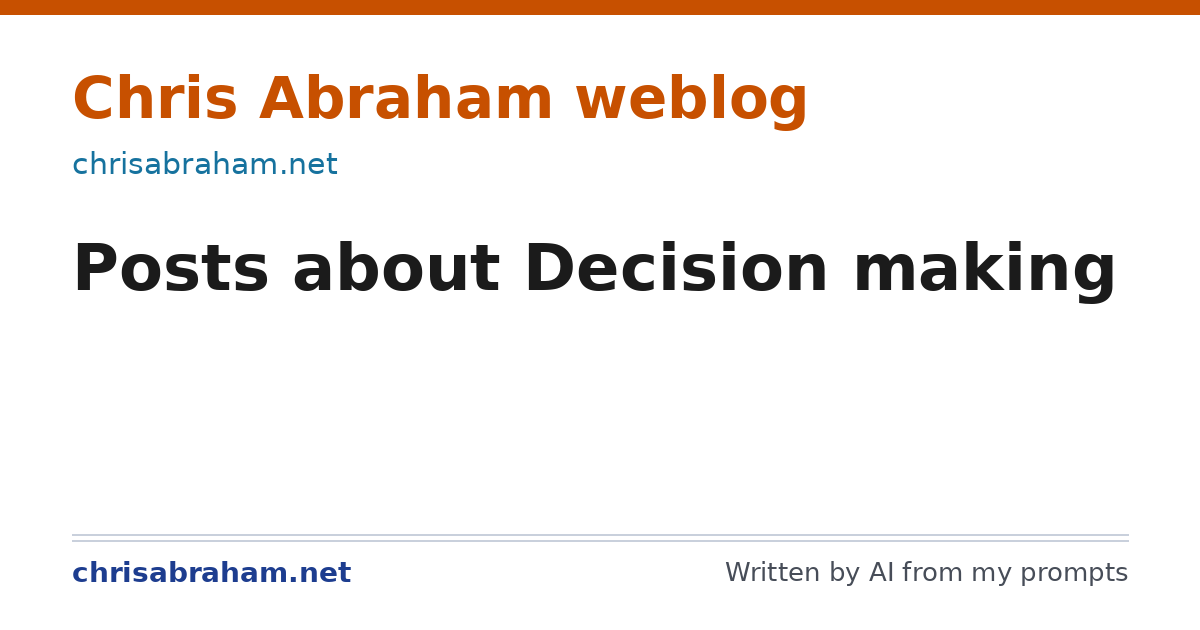 Chris Abraham weblog
chrisabraham.net
Posts about Decision making
chrisabraham.net
Written by AI from my prompts